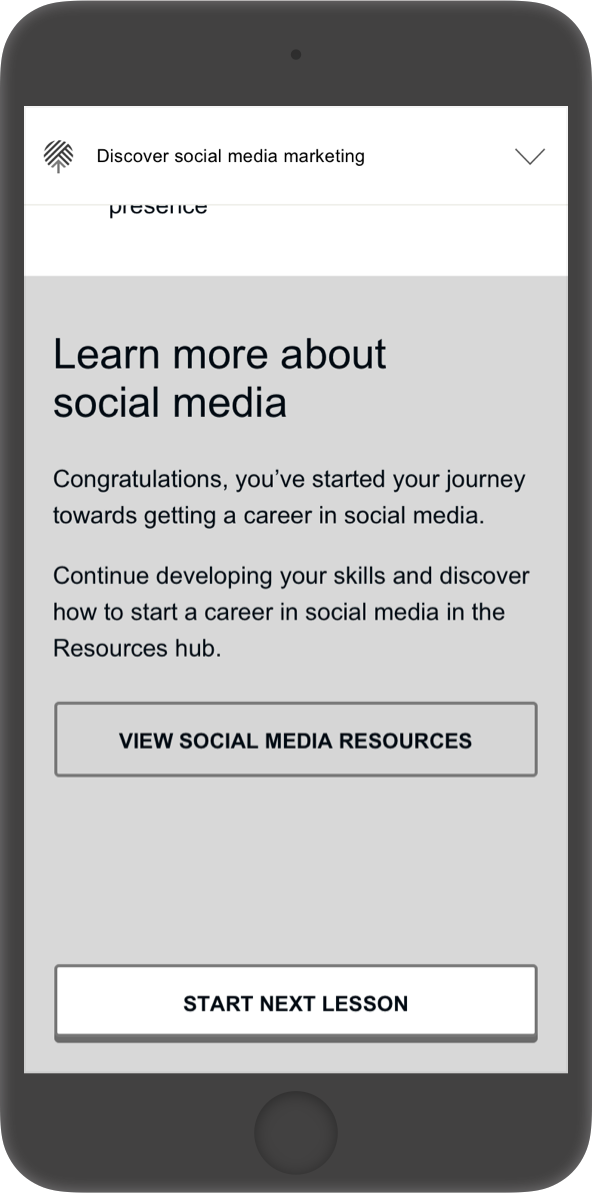 Discover social media marketing
presence
Learn more about
social media
Congratulations, you’ve started your journey
towards getting a career in social media.
Continue developing your skills and discover
how to start a career in social media in the
Resources hub.
VIEW SOCIAL MEDIA RESOURCES
START NEXT LESSON